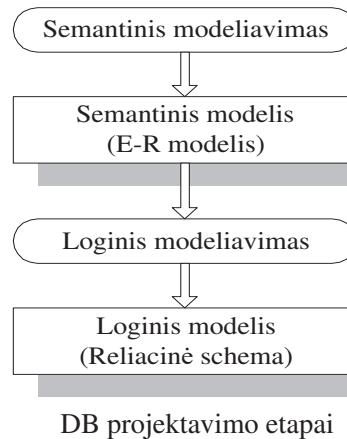 Semantinis modeliavimas
Semantinis modelis
(E-R modelis)
Loginis modeliavimas
Loginis modelis
(Reliacinė schema)
DB projektavimo etapai